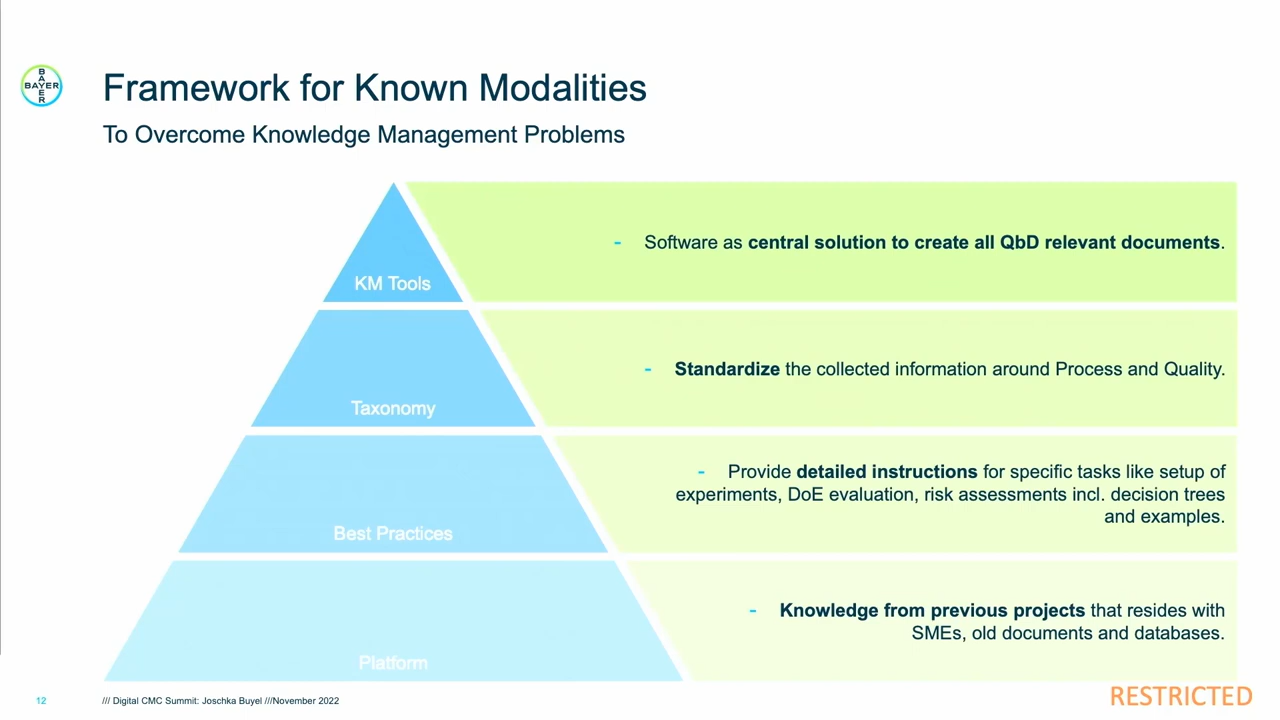 BAYER
BAYER
Framework for Known Modalities
To Overcome Knowledge Management Problems
KM Tools
- Software as central solution to create all QbD relevant documents.
Taxonomy
- Standardize the collected information around Process and Quality.
Best Practices
- Provide detailed instructions for specific tasks like setup of
experiments, DoE evaluation, risk assessments incl. decision trees
and examples.
Platform
- Knowledge from previous projects that resides with
SMEs, old documents and databases.
12
/// Digital CMC Summit: Joschka Buyel ///November 2022
RESTRICTED